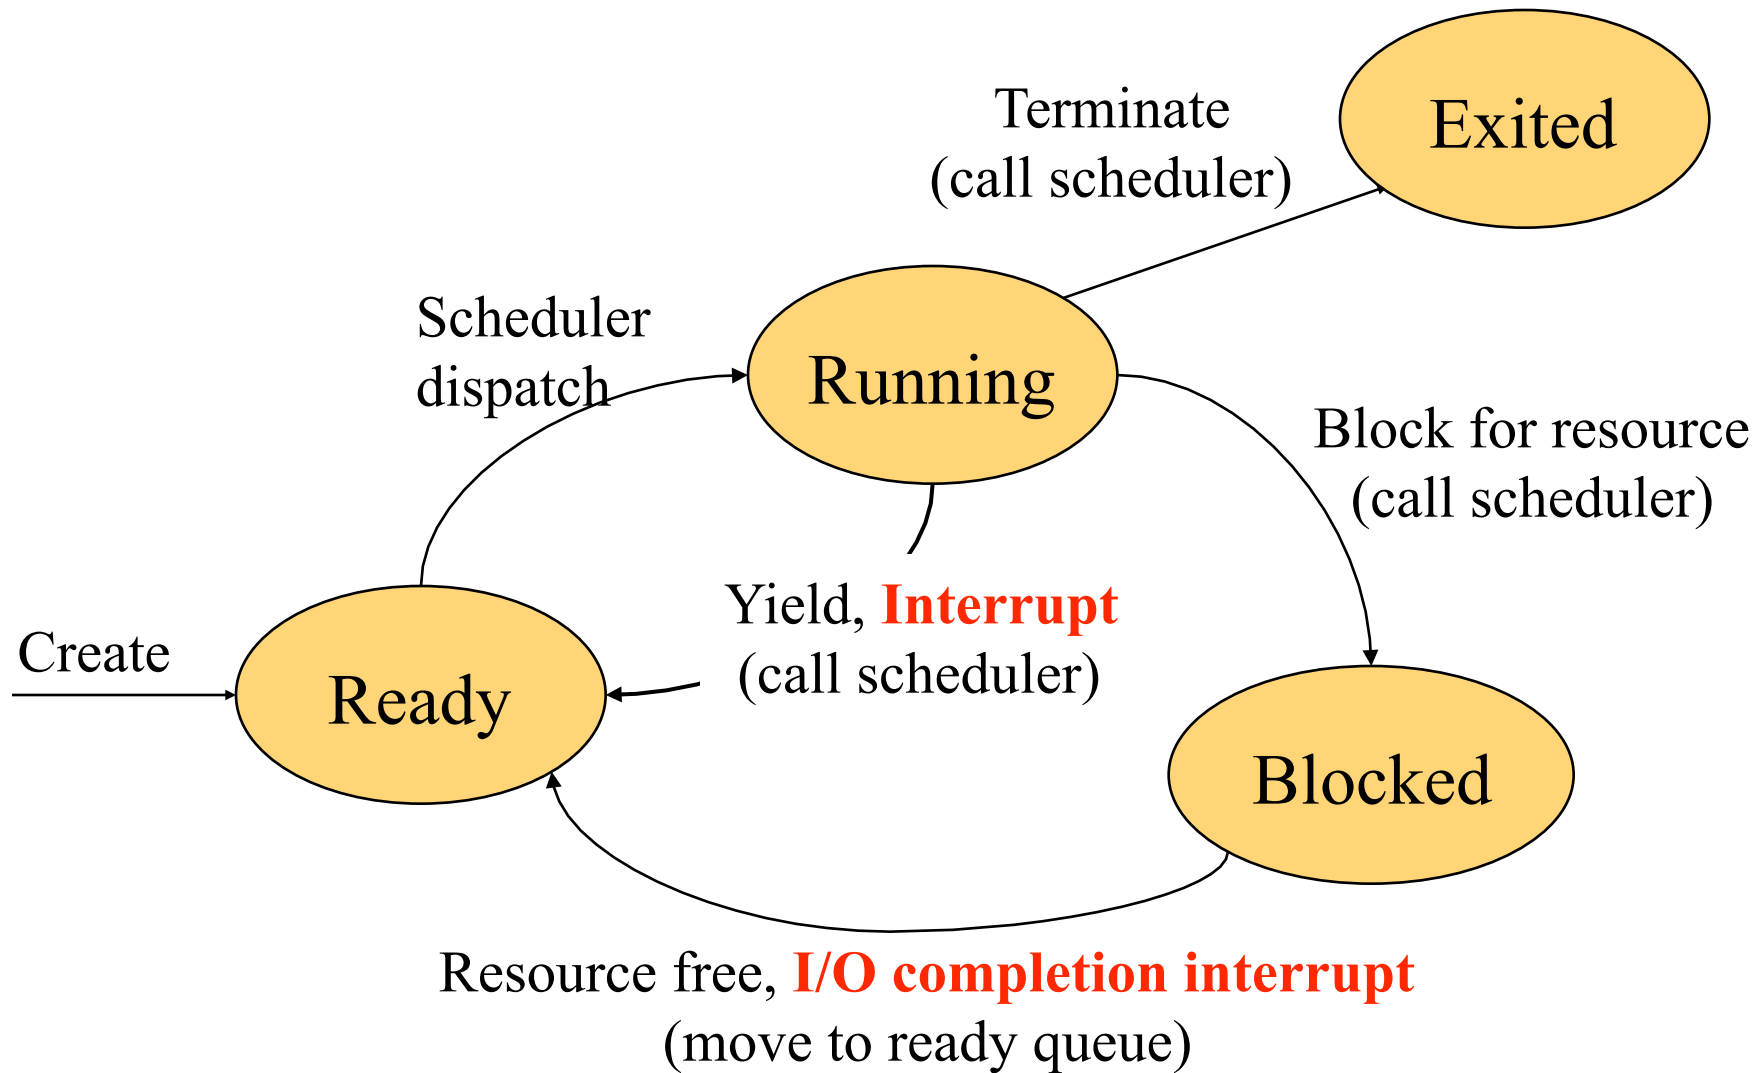 Terminate
(call scheduler)
Exited
Scheduler
dispatch
Running
Block for resource
(call scheduler)
Yield, Interrupt
(call scheduler)
Create
Ready
Blocked
Resource free, I/O completion interrupt
(move to ready queue)